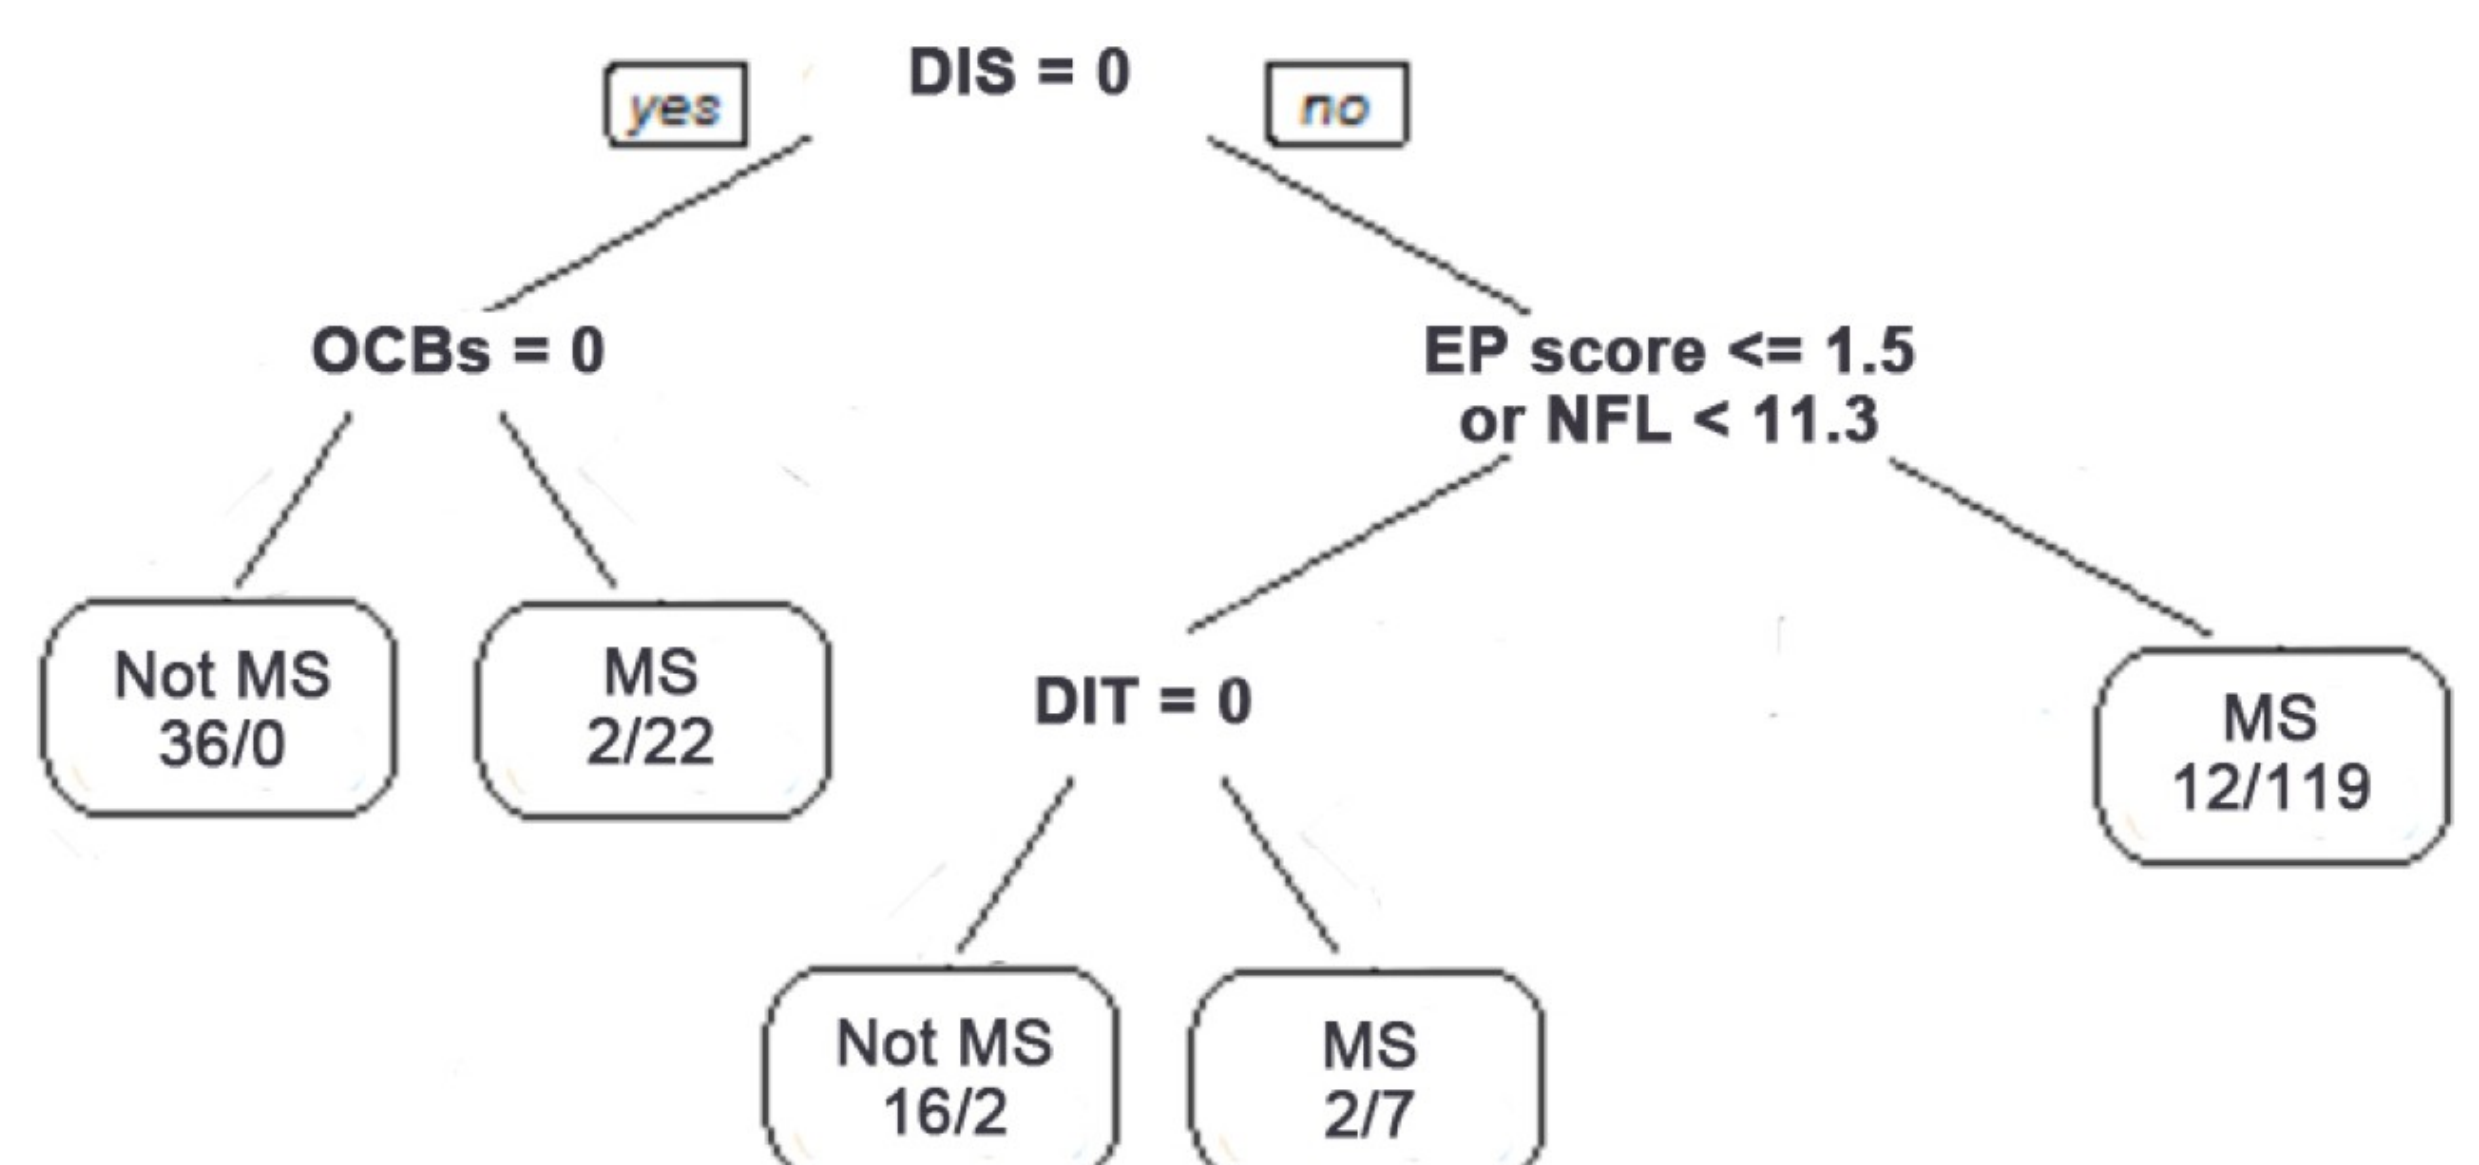 yes
DIS = 0
no
OCBs = 0
EP score <= 1.5
or NFL < 11.3
Not MS
36/0
MS
2/22
DIT = 0
MS
12/119
Not MS
16/2
MS
2/7